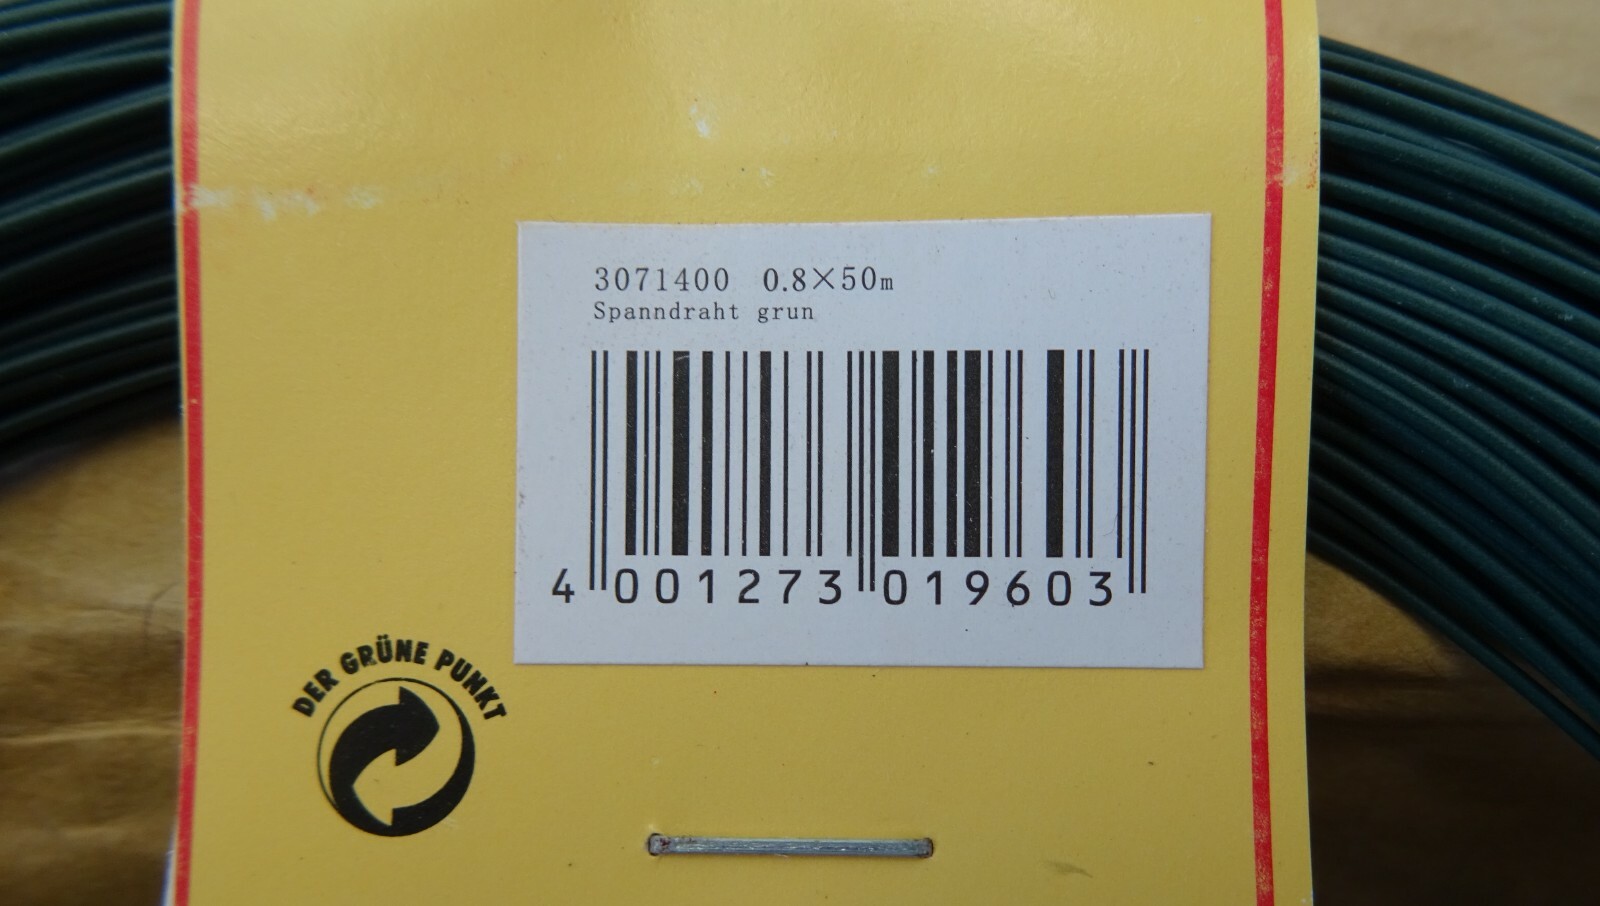 3071400 0.8×50m
Spanndraht grun
4 001273 019603
DER GRÜNE PUNKT